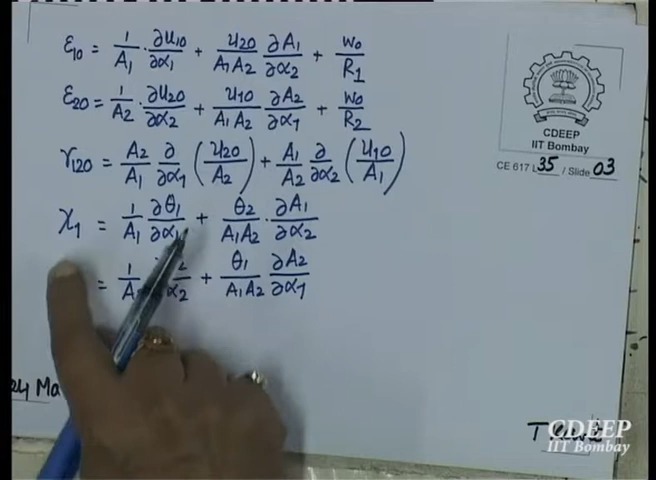 ε₁₀ = 1/A₁ · ∂u₁₀/∂α₁ + u₂₀/A₁A₂ ∂A₁/∂α₂ + w₀/R₁
ε₂₀ = 1/A₂ · ∂u₂₀/∂α₂ + u₁₀/A₁A₂ ∂A₂/∂α₁ + w₀/R₂
γ₁₂₀ = A₂/A₁ ∂/∂α₁ (u₂₀/A₂) + A₁/A₂ ∂/∂α₂ (u₁₀/A₁)
χ₁ = 1/A₁ ∂θ₁/∂α₁ + θ₂/A₁A₂ · ∂A₁/∂α₂
= 1/A ₂/∂α₂ + θ₁/A₁A₂ ∂A₂/∂α₁
CDEEP
IIT Bombay
CE 617 L 35 / Slide 03
24 Ma
CDEEP
IIT Bombay